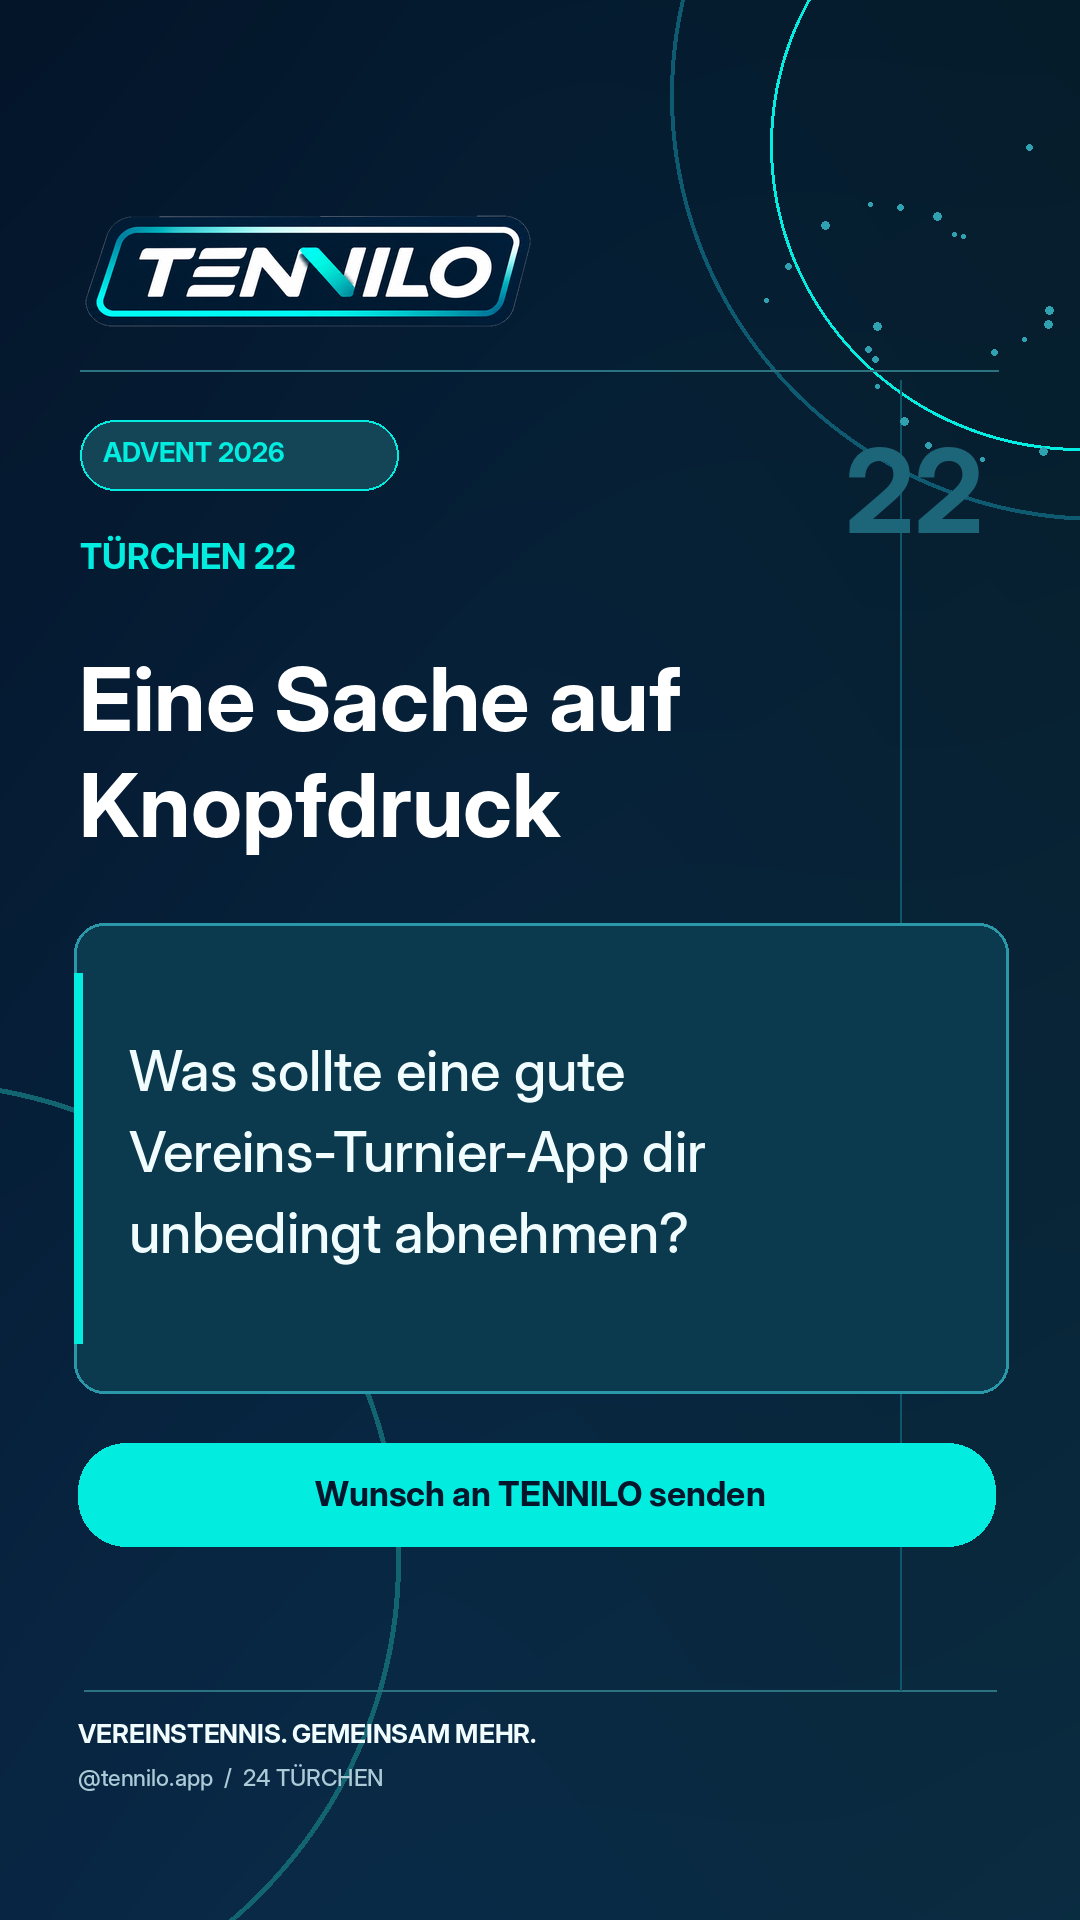 TENNILO
ADVENT 2026
22
TÜRCHEN 22
Eine Sache auf
Knopfdruck
Was sollte eine gute
Vereins-Turnier-App dir
unbedingt abnehmen?
Wunsch an TENNILO senden
VEREINSTENNIS. GEMEINSAM MEHR.
@tennilo.app / 24 TÜRCHEN